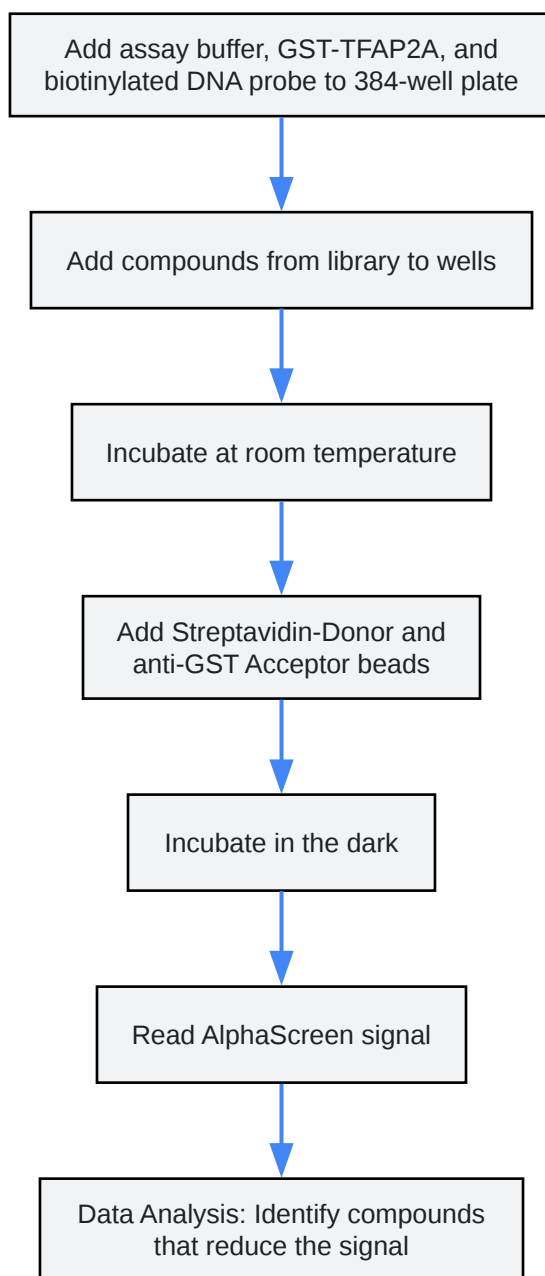 Add assay buffer, GST-TFAP2A, and
biotinylated DNA probe to 384-well plate
Add compounds from library to wells
Incubate at room temperature
Add Streptavidin-Donor and
anti-GST Acceptor beads
Incubate in the dark
Read AlphaScreen signal
Data Analysis: Identify compounds
that reduce the signal